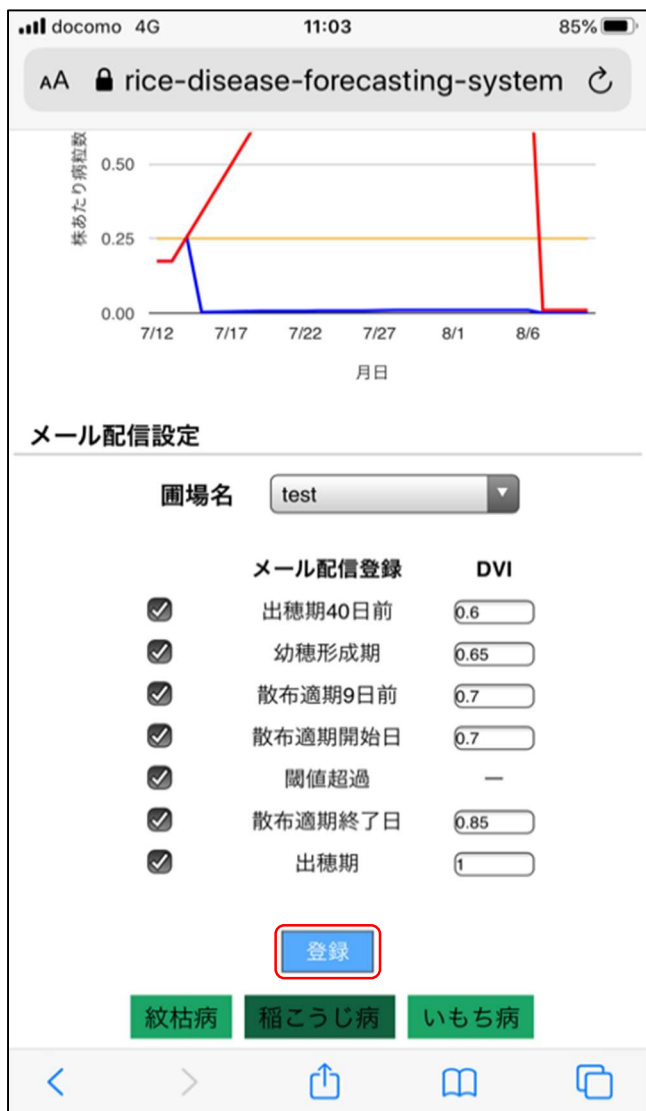 docomo 4G 11:03 85%
AA rice-disease-forecasting-system
株あたり病粒数
0.50
0.25
0.00
7/12 7/17 7/22 7/27 8/1 8/6
月日
メール配信設定
圃場名 test
メール配信登録 DVI
出穂期40日前 0.6
幼穂形成期 0.65
散布適期9日前 0.7
散布適期開始日 0.7
閾値超過 ー
散布適期終了日 0.85
出穂期 1
登録
紋枯病 稲こうじ病 いもち病